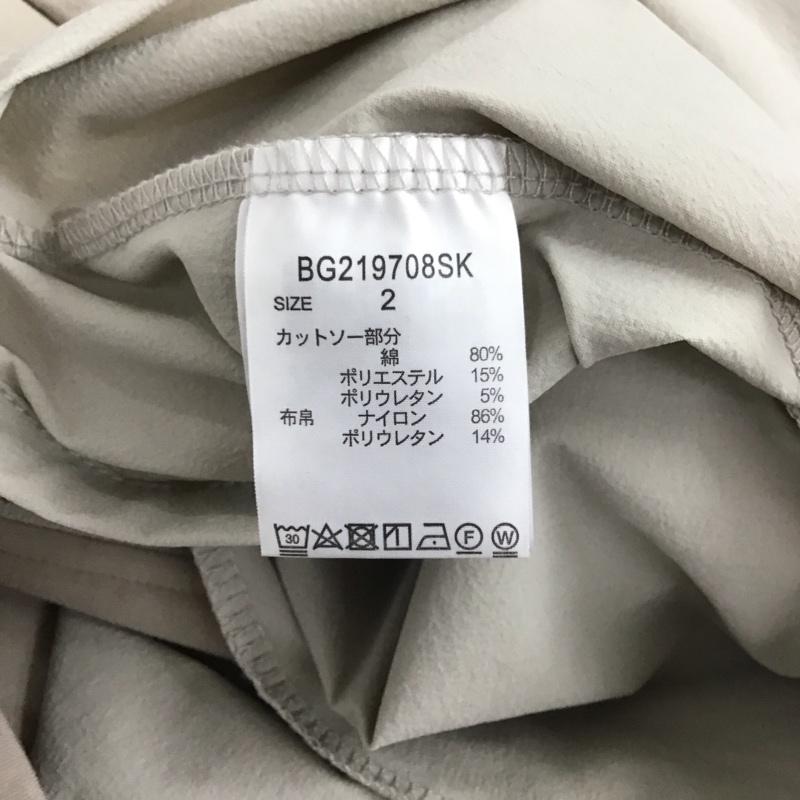 BG219708SK
SIZE 2
カットソー部分
綿 80%
ポリエステル 15%
ポリウレタン 5%
布帛 ナイロン 86%
ポリウレタン 14%
30 F W